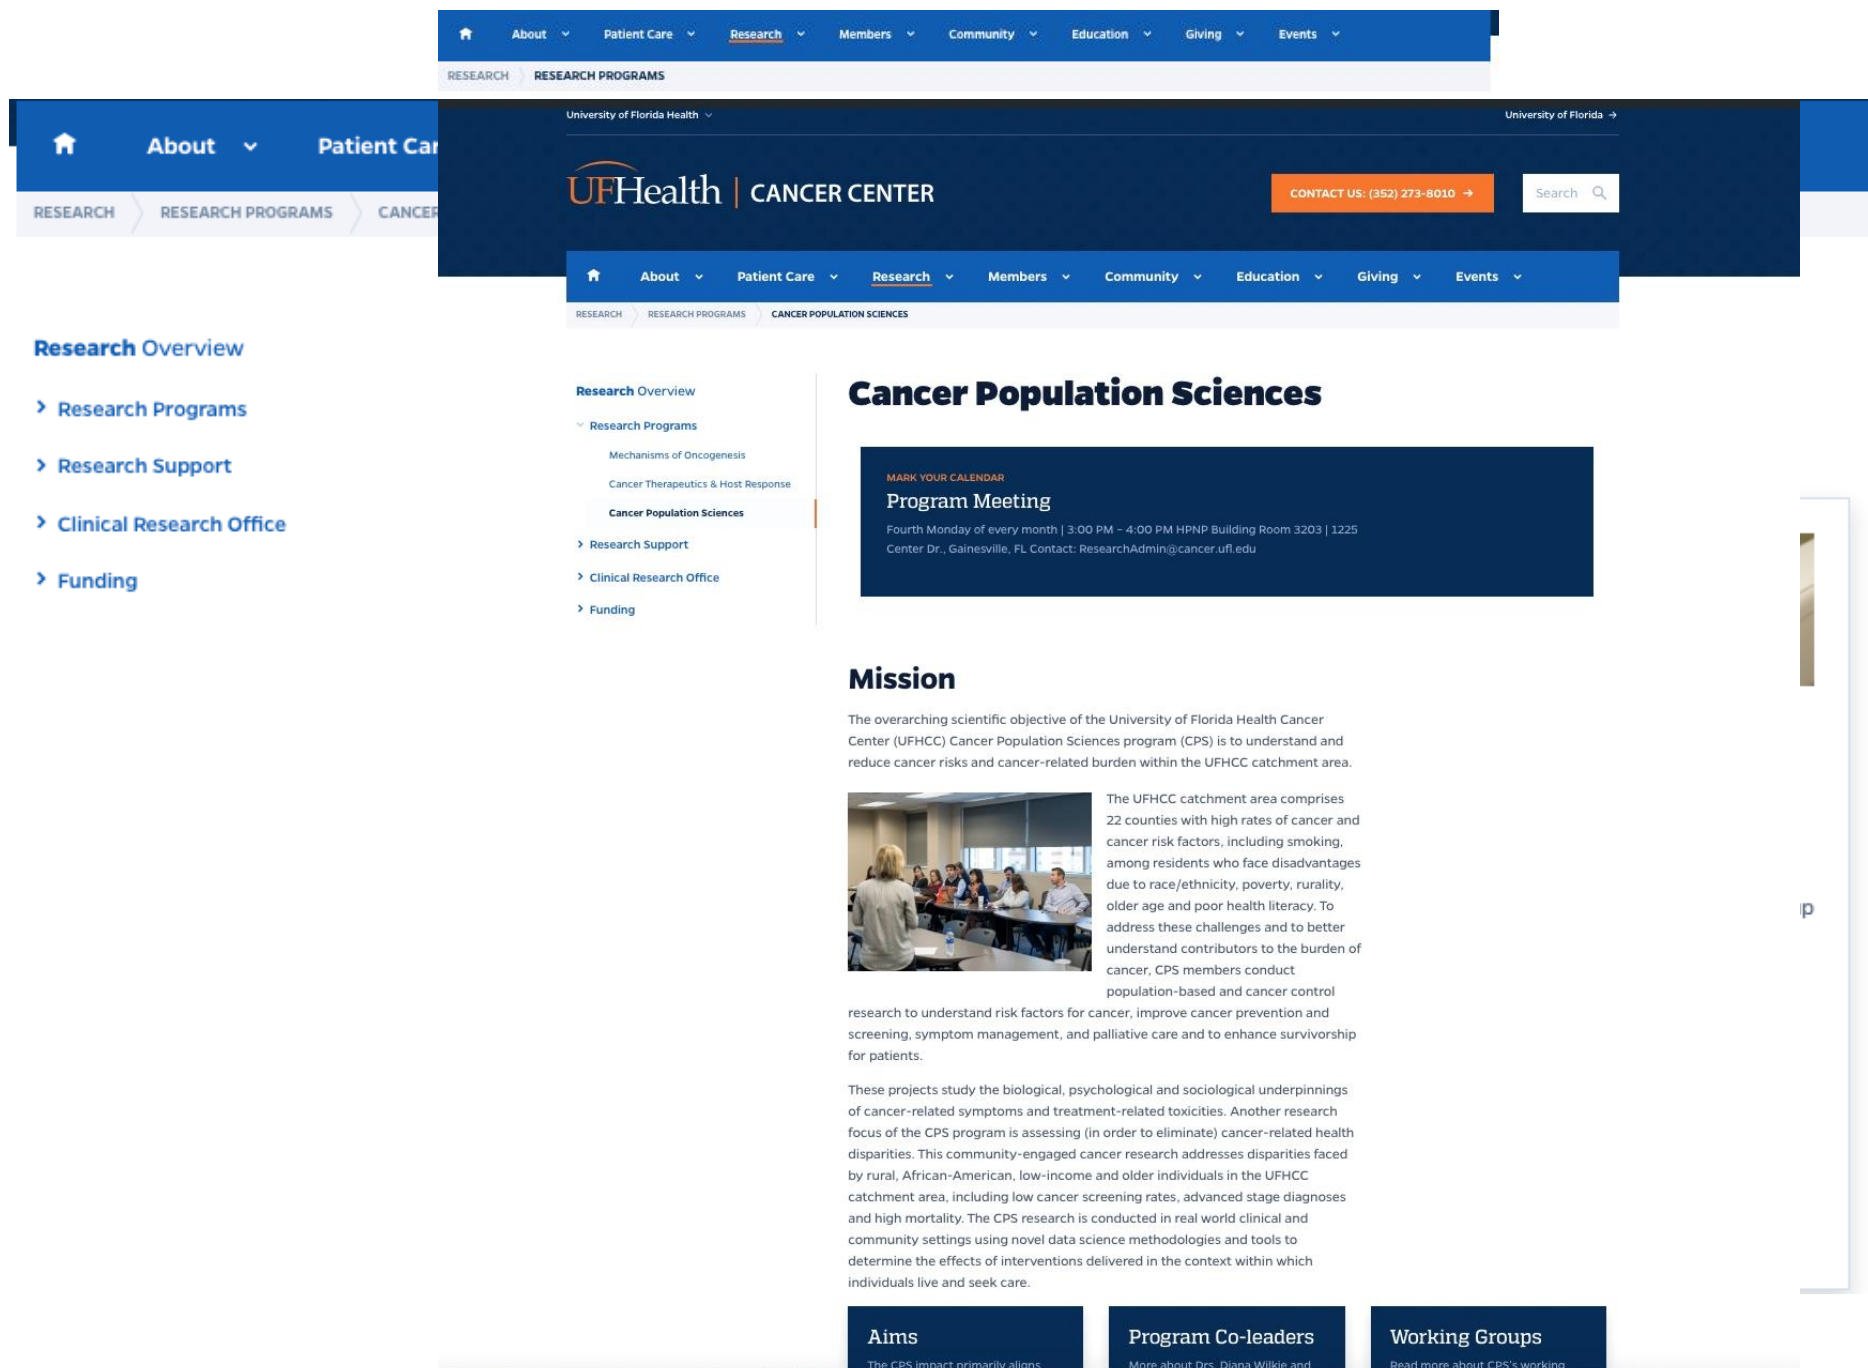 About Patient Care Research Members Community Education Giving Events
RESEARCH RESEARCH PROGRAMS
About Patient Car
RESEARCH RESEARCH PROGRAMS CANCER
Research Overview
Research Programs
Research Support
Clinical Research Office
Funding
University of Florida Health University of Florida →
UFHealth | CANCER CENTER
CONTACT US: (352) 273-8010 →
Search
About Patient Care Research Members Community Education Giving Events
RESEARCH RESEARCH PROGRAMS CANCER POPULATION SCIENCES
Research Overview
Research Programs
Mechanisms of Oncogenesis
Cancer Therapeutics & Host Response
Cancer Population Sciences
Research Support
Clinical Research Office
Funding
Cancer Population Sciences
MARK YOUR CALENDAR
Program Meeting
Fourth Monday of every month | 3:00 PM – 4:00 PM HPNP Building Room 3203 | 1225
Center Dr., Gainesville, FL Contact: ResearchAdmin@cancer.ufl.edu
Mission
The overarching scientific objective of the University of Florida Health Cancer
Center (UFHCC) Cancer Population Sciences program (CPS) is to understand and
reduce cancer risks and cancer-related burden within the UFHCC catchment area.
The UFHCC catchment area comprises
22 counties with high rates of cancer and
cancer risk factors, including smoking,
among residents who face disadvantages
due to race/ethnicity, poverty, rurality,
older age and poor health literacy. To
address these challenges and to better
understand contributors to the burden of
cancer, CPS members conduct
population-based and cancer control
research to understand risk factors for cancer, improve cancer prevention and
screening, symptom management, and palliative care and to enhance survivorship
for patients.
These projects study the biological, psychological and sociological underpinnings
of cancer-related symptoms and treatment-related toxicities. Another research
focus of the CPS program is assessing (in order to eliminate) cancer-related health
disparities. This community-engaged cancer research addresses disparities faced
by rural, African-American, low-income and older individuals in the UFHCC
catchment area, including low cancer screening rates, advanced stage diagnoses
and high mortality. The CPS research is conducted in real world clinical and
community settings using novel data science methodologies and tools to
determine the effects of interventions delivered in the context within which
individuals live and seek care.
Aims
The CPS impact primarily aligns
Program Co-leaders
More about Drs. Diana Wilkie and
Working Groups
Read more about CPS's working